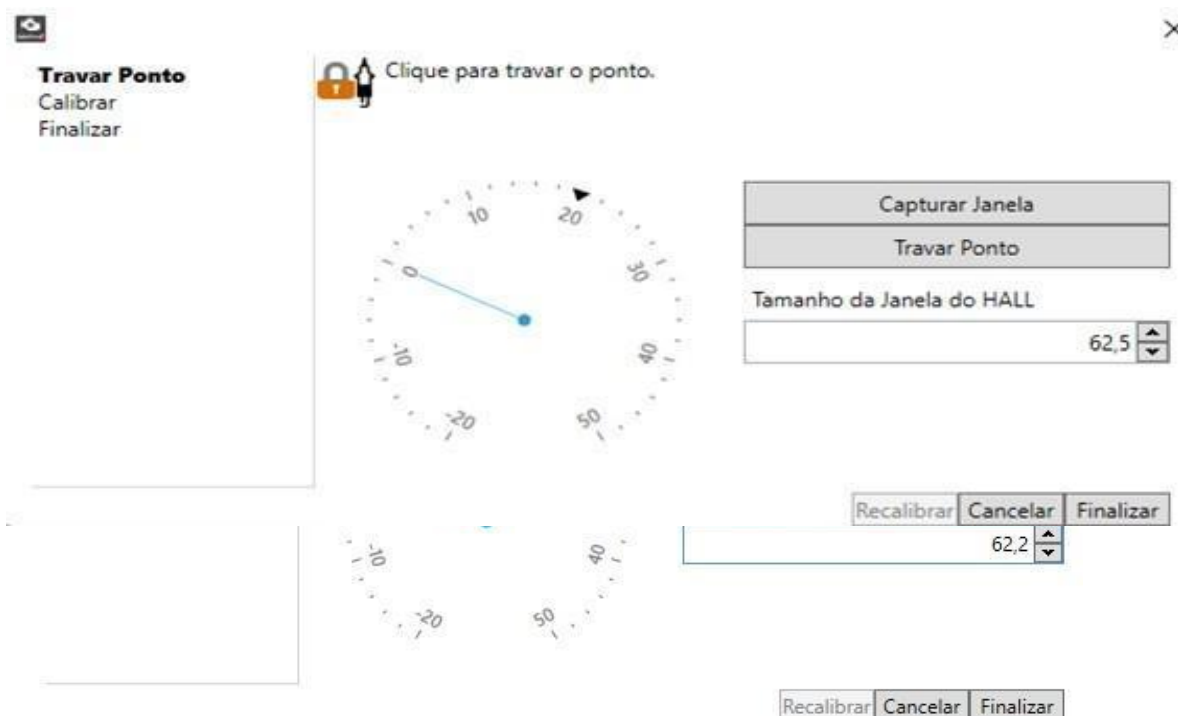 Travar Ponto
Calibrar
Finalizar
Clique para travar o ponto.
-20
-10
0
10
20
30
40
50
Capturar Janela
Travar Ponto
Tamanho da Janela do HALL
62,5
Recalibrar Cancelar Finalizar
-10
-20
40
50
62,2
Recalibrar Cancelar Finalizar